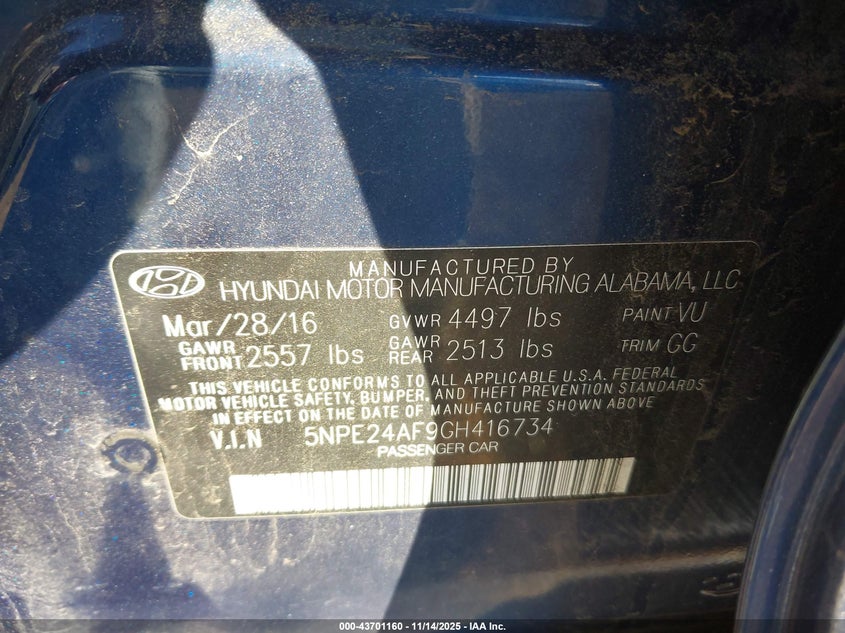 MANUFACTURED BY
HYUNDAI MOTOR MANUFACTURING ALABAMA, LLC
Mar/28/16 GVWR 4497 lbs PAINT VU
GAWR FRONT 2557 lbs GAWR REAR 2513 lbs TRIM GG
THIS VEHICLE CONFORMS TO ALL APPLICABLE U.S.A. FEDERAL
MOTOR VEHICLE SAFETY, BUMPER, AND THEFT PREVENTION STANDARDS
IN EFFECT ON THE DATE OF MANUFACTURE SHOWN ABOVE
V.I.N 5NPE24AF9GH416734
PASSENGER CAR
000-43701160 - 11/14/2025 - IAA Inc.